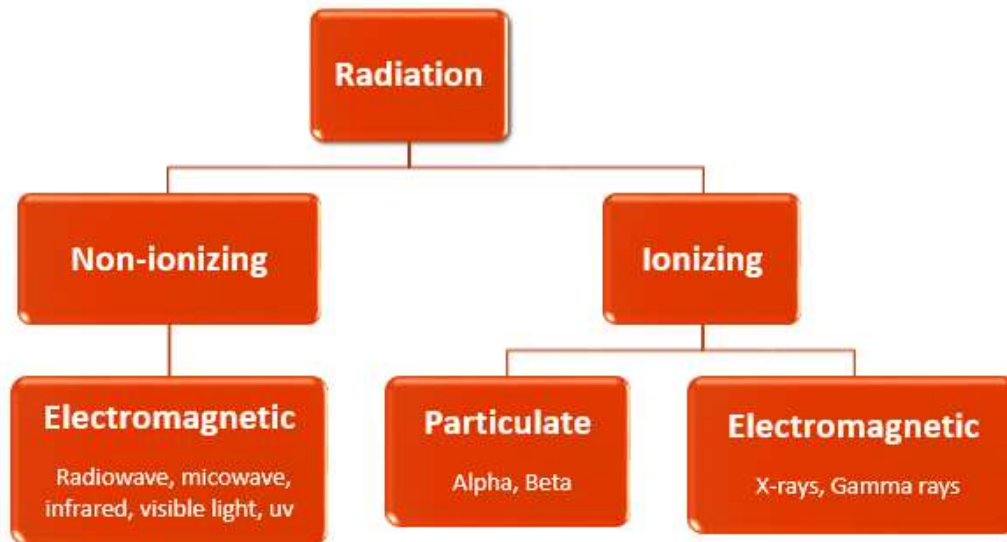 Radiation
Non-ionizing
Ionizing
Electromagnetic
Radiowave, micowave,
infrared, visible light, uv
Particulate
Alpha, Beta
Electromagnetic
X-rays, Gamma rays